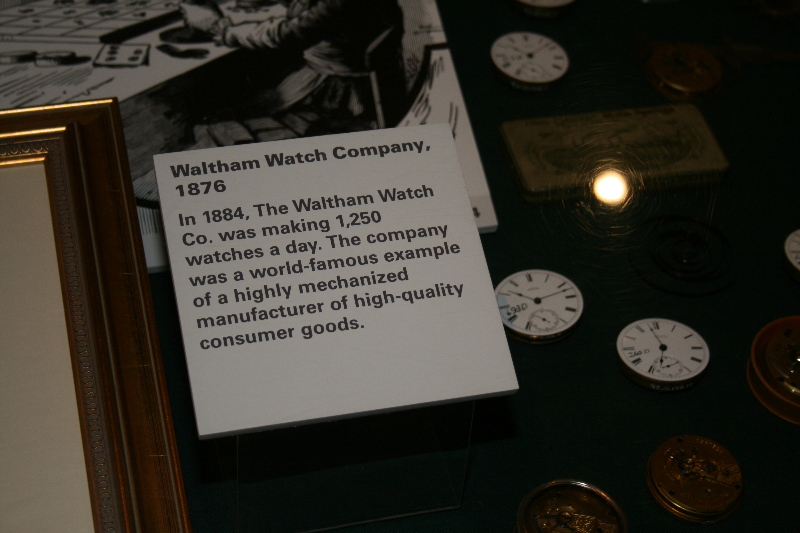 Waltham Watch Company,
1876
In 1884, The Waltham Watch
Co. was making 1,250
watches a day. The company
was a world-famous example
of a highly mechanized
manufacturer of high-quality
consumer goods.